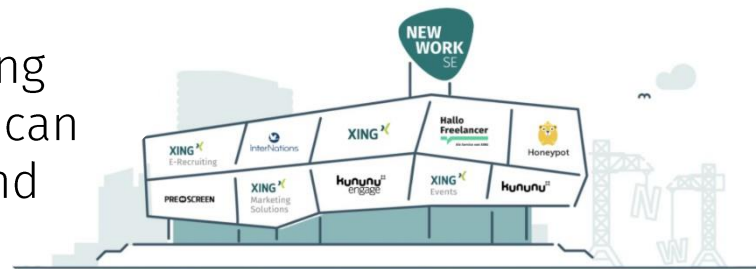 ng
can
nd
NEW
WORK
SE
XING
E-Recruiting
InterNations
XING
Hallo
Freelancer
Honeypot
PRESCREEN
XING
Marketing
Solutions
kununu
engage
XING
Events
kununu
N
W